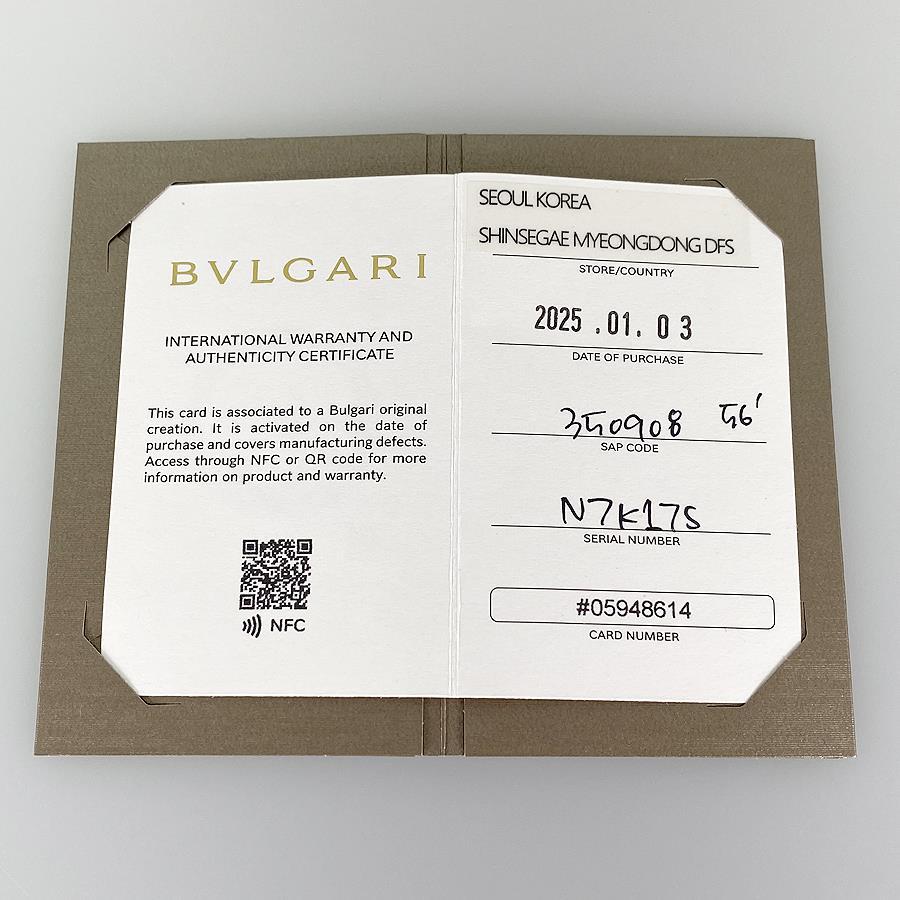 BVLGARI
INTERNATIONAL WARRANTY AND
AUTHENTICITY CERTIFICATE
This card is associated to a Bulgari original
creation. It is activated on the date of
purchase and covers manufacturing defects.
Access through NFC or QR code for more
information on product and warranty.
NFC
SEOUL KOREA
SHINSEGAE MYEONGDONG DFS
STORE/COUNTRY
2025 .01. 03
DATE OF PURCHASE
350908 56'
SAP CODE
N7K17S
SERIAL NUMBER
#05948614
CARD NUMBER